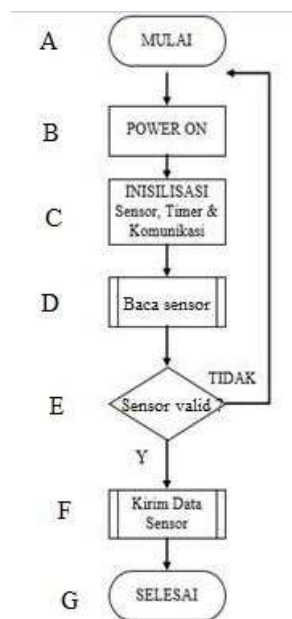 A
MULAI
B
POWER ON
C
INISILISASI
Sensor, Timer &
Komunikasi
D
Baca sensor
TIDAK
E
Sensor valid ?
Y
F
Kirim Data
Sensor
G
SELESAI